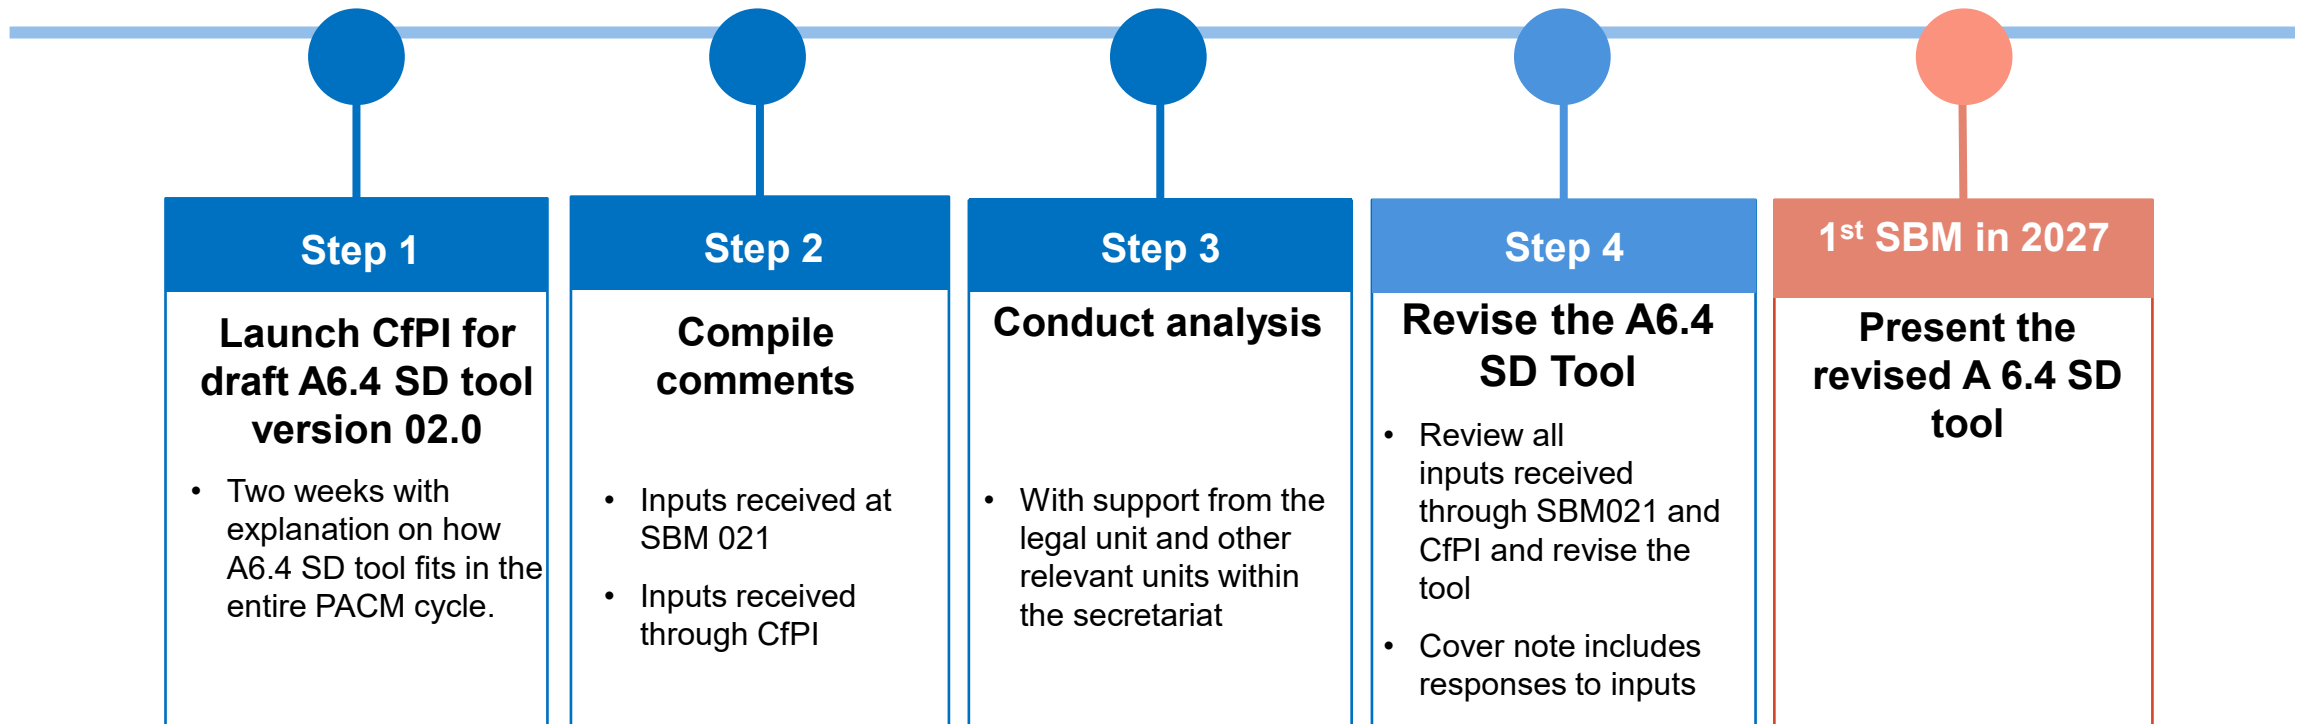 Step 1
Launch CfPI for
draft A6.4 SD tool
version 02.0
• Two weeks with
explanation on how
A6.4 SD tool fits in the
entire PACM cycle.
Step 2
Compile
comments
• Inputs received at
SBM 021
• Inputs received
through CfPI
Step 3
Conduct analysis
• With support from the
legal unit and other
relevant units within
the secretariat
Step 4
Revise the A6.4
SD Tool
• Review all
inputs received
through SBM021 and
CfPI and revise the
tool
• Cover note includes
responses to inputs
1st SBM in 2027
Present the
revised A 6.4 SD
tool